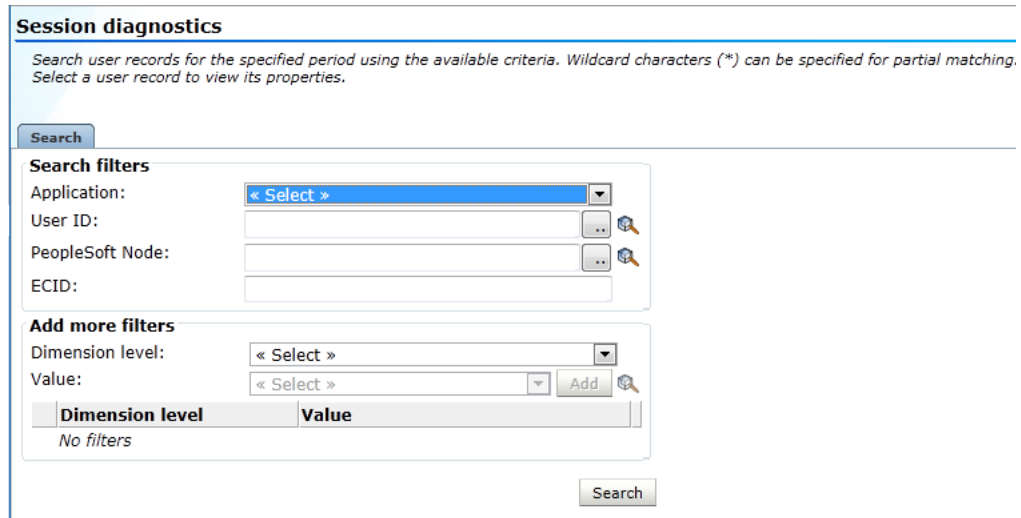 Session diagnostics
Search user records for the specified period using the available criteria. Wildcard characters (*) can be specified for partial matching.
Select a user record to view its properties.
Search
Search filters
Application: « Select »
User ID: ..
PeopleSoft Node: ..
ECID:
Add more filters
Dimension level: « Select »
Value: « Select » Add
Dimension level Value
No filters
Search